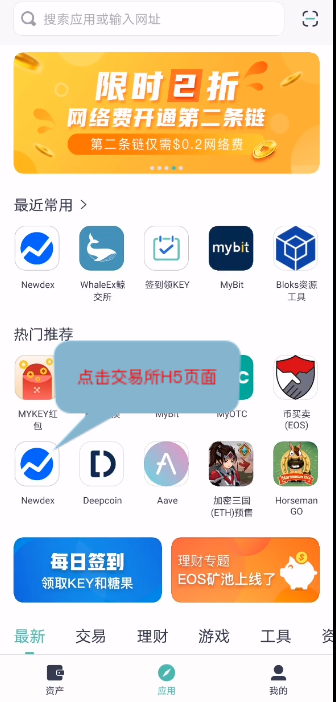 搜索应用或输入网址
限时2折
网络费开通第二条链
第二条链仅需$0.2网络费
最近常用 >
Newdex WhaleEx鲸交所 签到领KEY MyBit Bloks资源工具
mybit
热门推荐
点击交易所H5页面
MYKEY红包 换 MyBit MyOTC 币买卖(EOS)
Newdex Deepcoin Aave 加密三国(ETH)预售 Horseman GO
每日签到
领取KEY和糖果
理财专题
EOS矿池上线了
最新 交易 理财 游戏 工具
资产 应用 我的